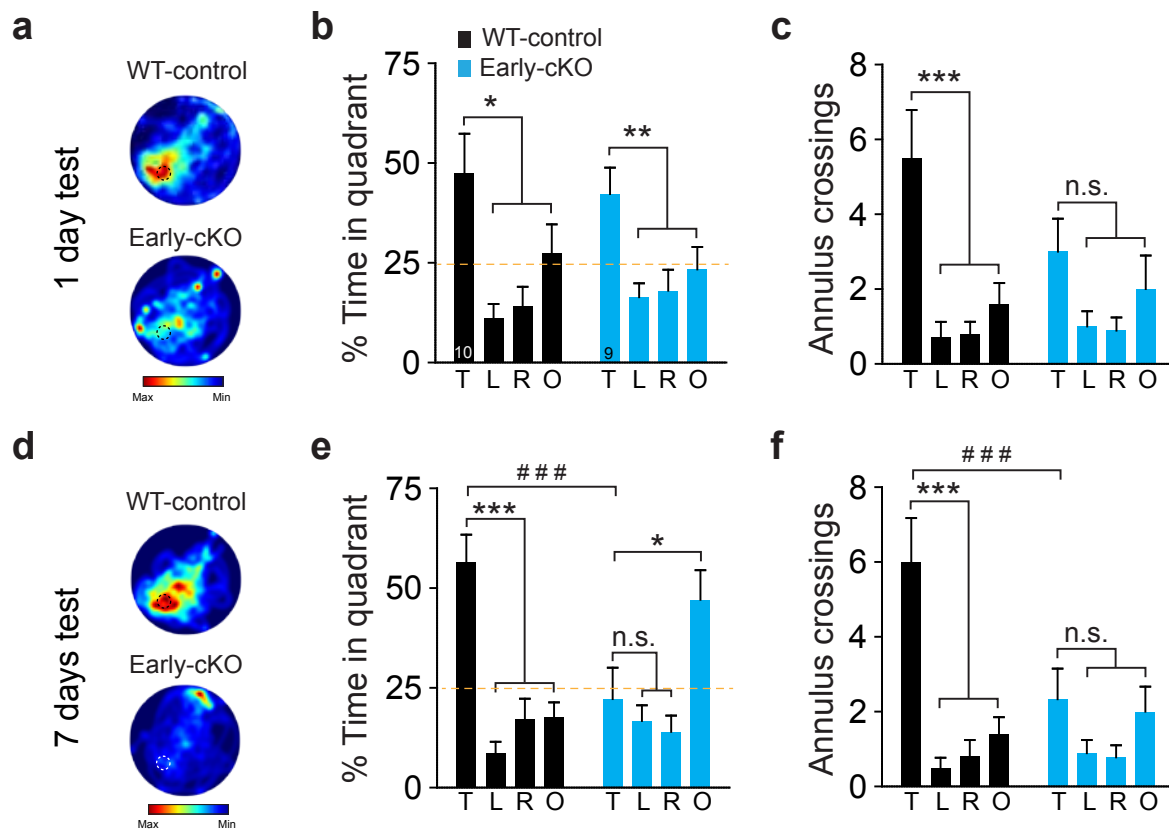 a
1 day test
WT-control
Early-cKO
Max Min
b
WT-control
Early-cKO
% Time in quadrant
75
50
25
0
*
**
10
9
T L R O T L R O
c
Annulus crossings
8
6
4
2
0
***
n.s.
T L R O T L R O
d
7 days test
WT-control
Early-cKO
Max Min
e
% Time in quadrant
75
50
25
0
###
***
*
n.s.
T L R O T L R O
f
Annulus crossings
8
6
4
2
0
###
***
n.s.
T L R O T L R O